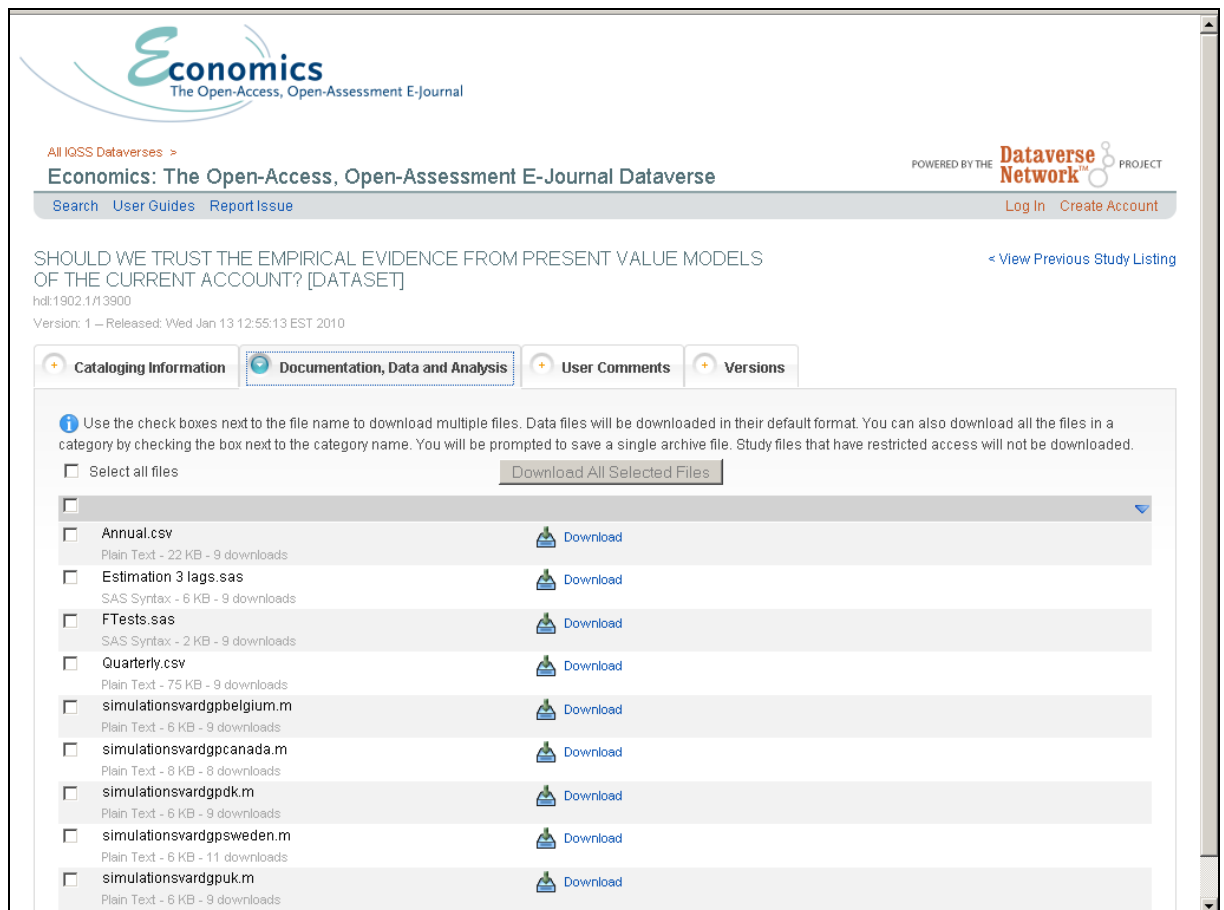 Economics
The Open-Access, Open-Assessment E-Journal
All IQSS Dataverses >
Economics: The Open-Access, Open-Assessment E-Journal Dataverse
POWERED BY THE Dataverse Network™ PROJECT
Search User Guides Report Issue
Log In Create Account
SHOULD WE TRUST THE EMPIRICAL EVIDENCE FROM PRESENT VALUE MODELS
OF THE CURRENT ACCOUNT? [DATASET]
< View Previous Study Listing
hdl:1902.1/13900
Version: 1 – Released: Wed Jan 13 12:55:13 EST 2010
Cataloging Information
Documentation, Data and Analysis
User Comments
Versions
Use the check boxes next to the file name to download multiple files. Data files will be downloaded in their default format. You can also download all the files in a
category by checking the box next to the category name. You will be prompted to save a single archive file. Study files that have restricted access will not be downloaded.
Select all files
Download All Selected Files
Annual.csv
Download
Plain Text - 22 KB - 9 downloads
Estimation 3 lags.sas
Download
SAS Syntax - 6 KB - 9 downloads
FTests.sas
Download
SAS Syntax - 2 KB - 9 downloads
Quarterly.csv
Download
Plain Text - 75 KB - 9 downloads
simulationsvardgpbelgium.m
Download
Plain Text - 6 KB - 9 downloads
simulationsvardgpcanada.m
Download
Plain Text - 8 KB - 8 downloads
simulationsvardgpdk.m
Download
Plain Text - 6 KB - 9 downloads
simulationsvardgpsweden.m
Download
Plain Text - 6 KB - 11 downloads
simulationsvardgpuk.m
Download
Plain Text - 6 KB - 9 downloads